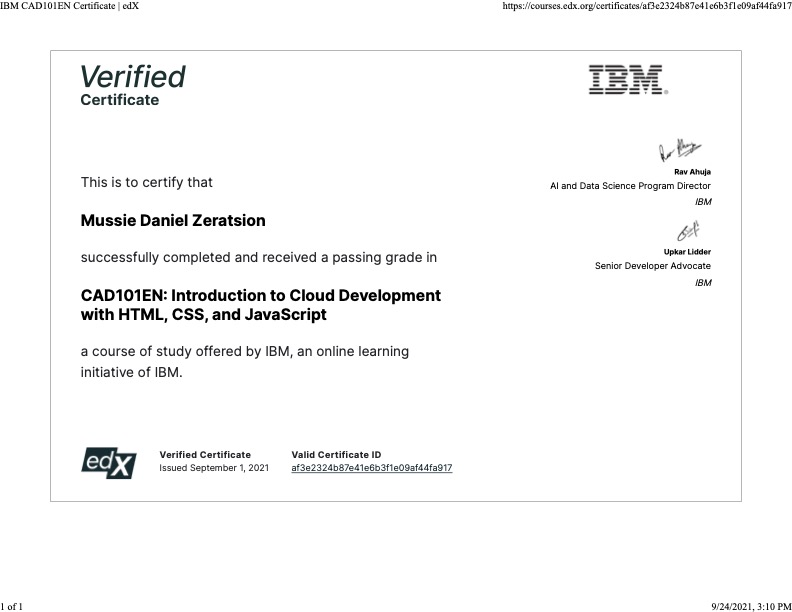 IBM CAD101EN Certificate | edX
https://courses.edx.org/certificates/af3e2324b87e41e6b3f1e09af44fa917
Verified
Certificate
IBM
Rav Ahuja
AI and Data Science Program Director
IBM
Upkar Lidder
Senior Developer Advocate
IBM
This is to certify that
Mussie Daniel Zeratsion
successfully completed and received a passing grade in
CAD101EN: Introduction to Cloud Development
with HTML, CSS, and JavaScript
a course of study offered by IBM, an online learning
initiative of IBM.
edX
Verified Certificate
Issued September 1, 2021
Valid Certificate ID
af3e2324b87e41e6b3f1e09af44fa917
1 of 1
9/24/2021, 3:10 PM